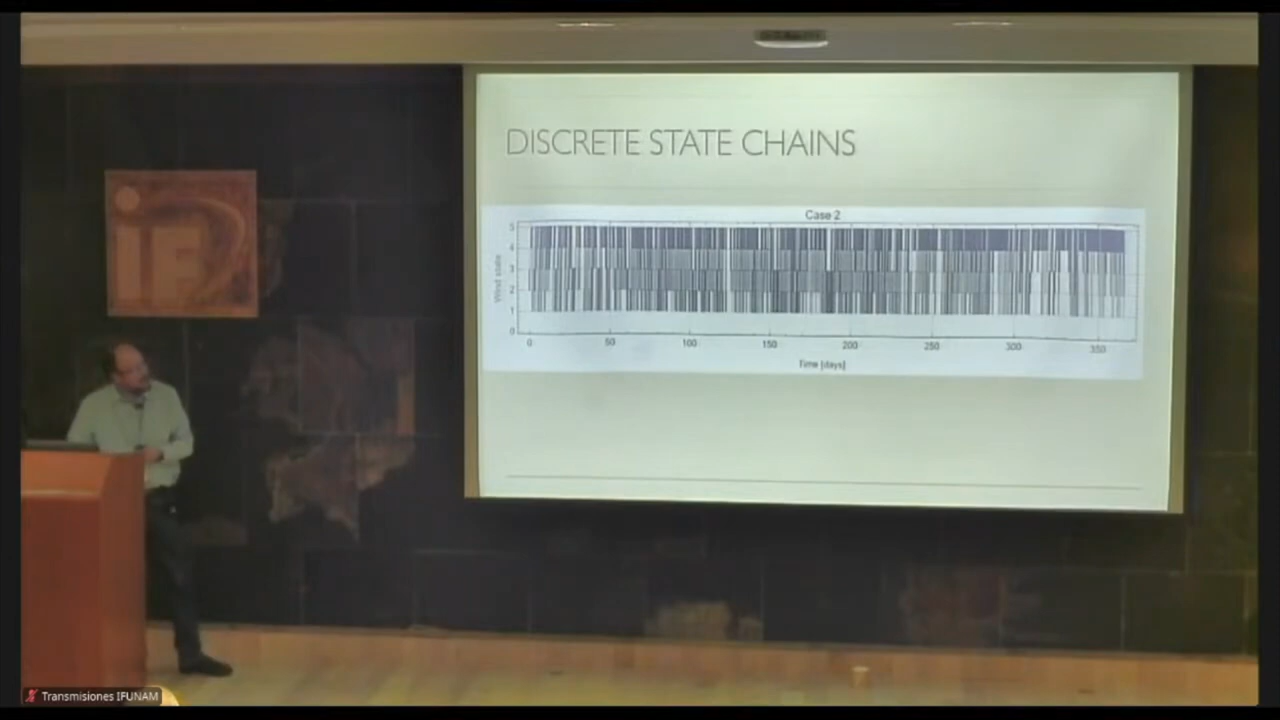 DISCRETE STATE CHAINS
Case 2
Wind state
5
4
3
2
1
0
0 50 100 150 200 250 300 350
Time [days]
IF
Transmisiones IFUNAM